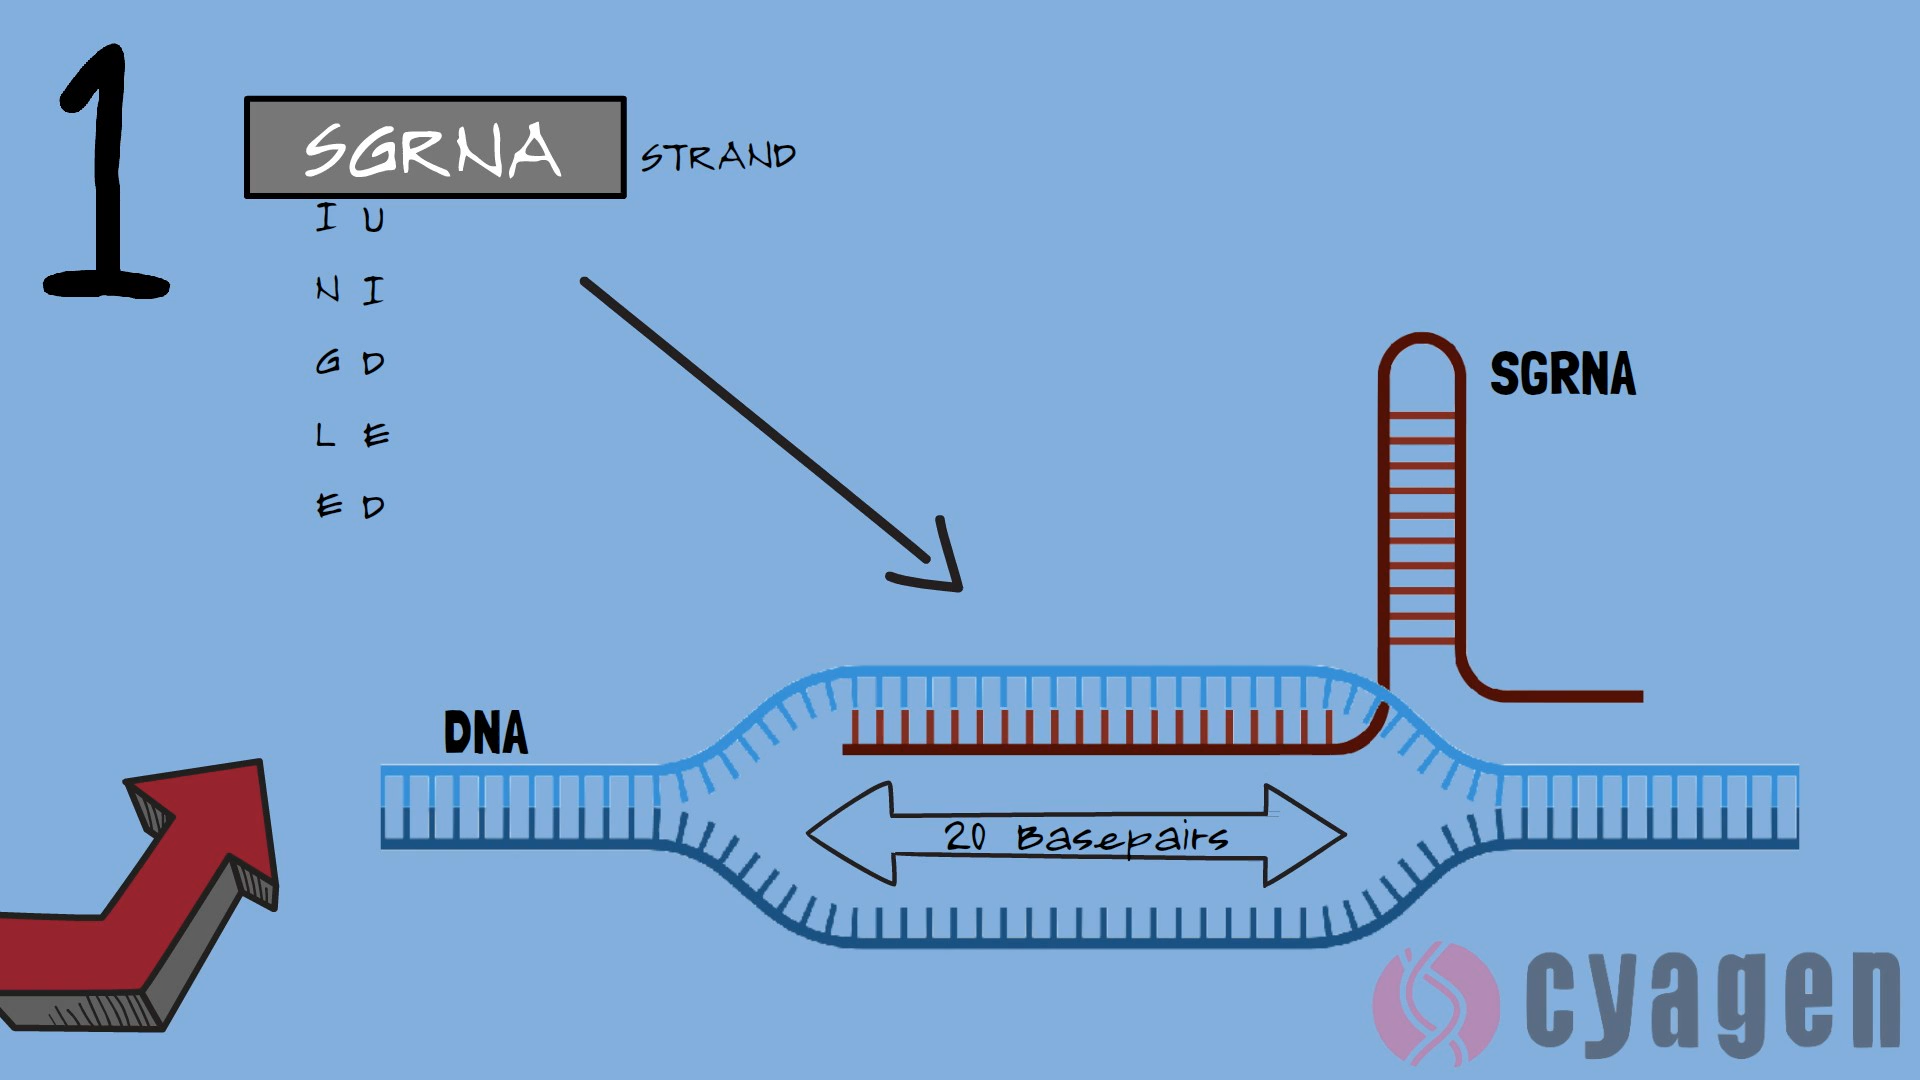 1
SGRNA STRAND
I U
N I
G D
L E
E D
SGRNA
DNA
20 Basepairs
cyagen